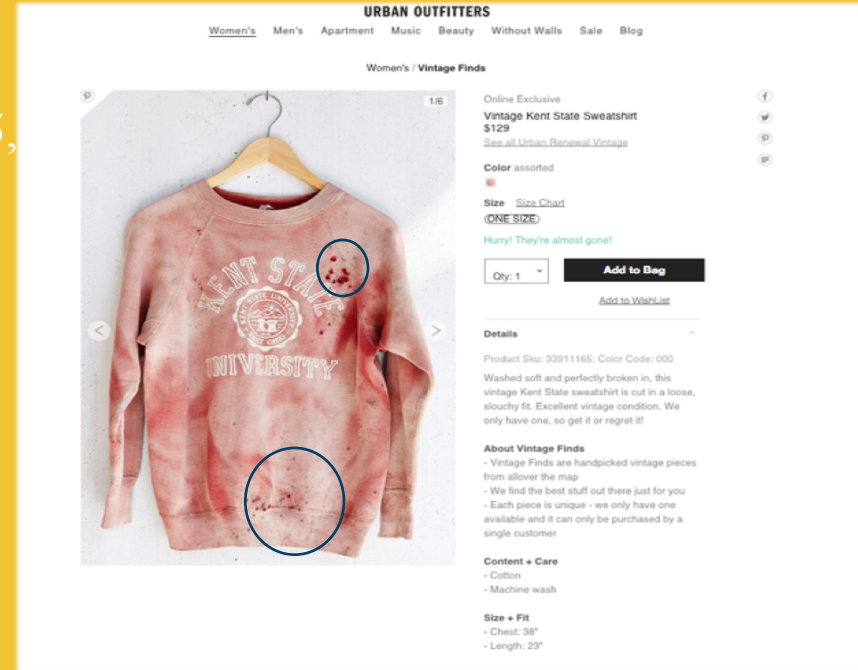 URBAN OUTFITTERS
Women's Men's Apartment Music Beauty Without Walls Sale Blog
Women's / Vintage Finds
1/6
KENT STATE
KENT STATE UNIVERSITY
KENT OHIO
UNIVERSITY
Online Exclusive
Vintage Kent State Sweatshirt
$129
See all Urban Renewal Vintage
Color assorted
Size Size Chart
ONE SIZE
Hurry! They're almost gone!
Qty: 1 Add to Bag
Add to WishList
Details
Product Sku: 33911165; Color Code: 000
Washed soft and perfectly broken in, this
vintage Kent State sweatshirt is cut in a loose,
slouchy fit. Excellent vintage condition. We
only have one, so get it or regret it!
About Vintage Finds
- Vintage Finds are handpicked vintage pieces
from allover the map
- We find the best stuff out there just for you
- Each piece is unique - we only have one
available and it can only be purchased by a
single customer
Content + Care
- Cotton
- Machine wash
Size + Fit
- Chest: 38"
- Length: 23"